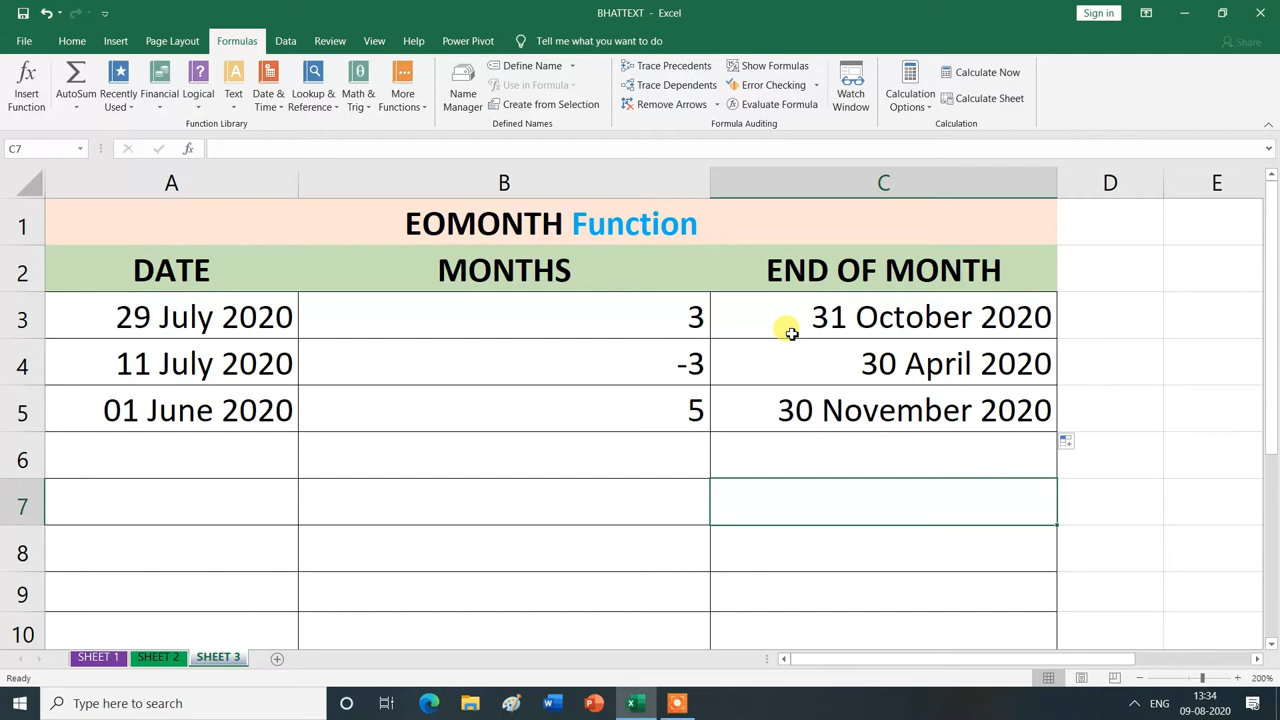 BHATTEXT - Excel
Sign in
File Home Insert Page Layout Formulas Data Review View Help Power Pivot Tell me what you want to do Share
Insert Function
AutoSum
Recently Used
Financial
Logical
Text
Date & Time
Lookup & Reference
Math & Trig
More Functions
Function Library
Name Manager
Define Name
Use in Formula
Create from Selection
Defined Names
Trace Precedents
Trace Dependents
Remove Arrows
Show Formulas
Error Checking
Evaluate Formula
Formula Auditing
Watch Window
Calculation Options
Calculate Now
Calculate Sheet
Calculation
C7 fx
A B C D E
1 EOMONTH Function
2 DATE MONTHS END OF MONTH
3 29 July 2020 3 31 October 2020
4 11 July 2020 -3 30 April 2020
5 01 June 2020 5 30 November 2020
6
7
8
9
10
SHEET 1 SHEET 2 SHEET 3
Ready 200%
Type here to search
ENG
13:34
09-08-2020